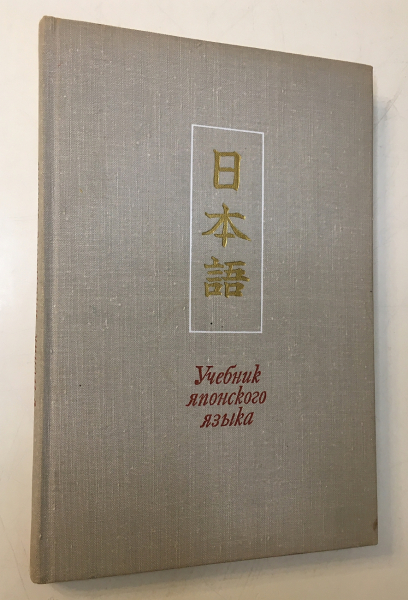 日本語
Учебник
японского
языка